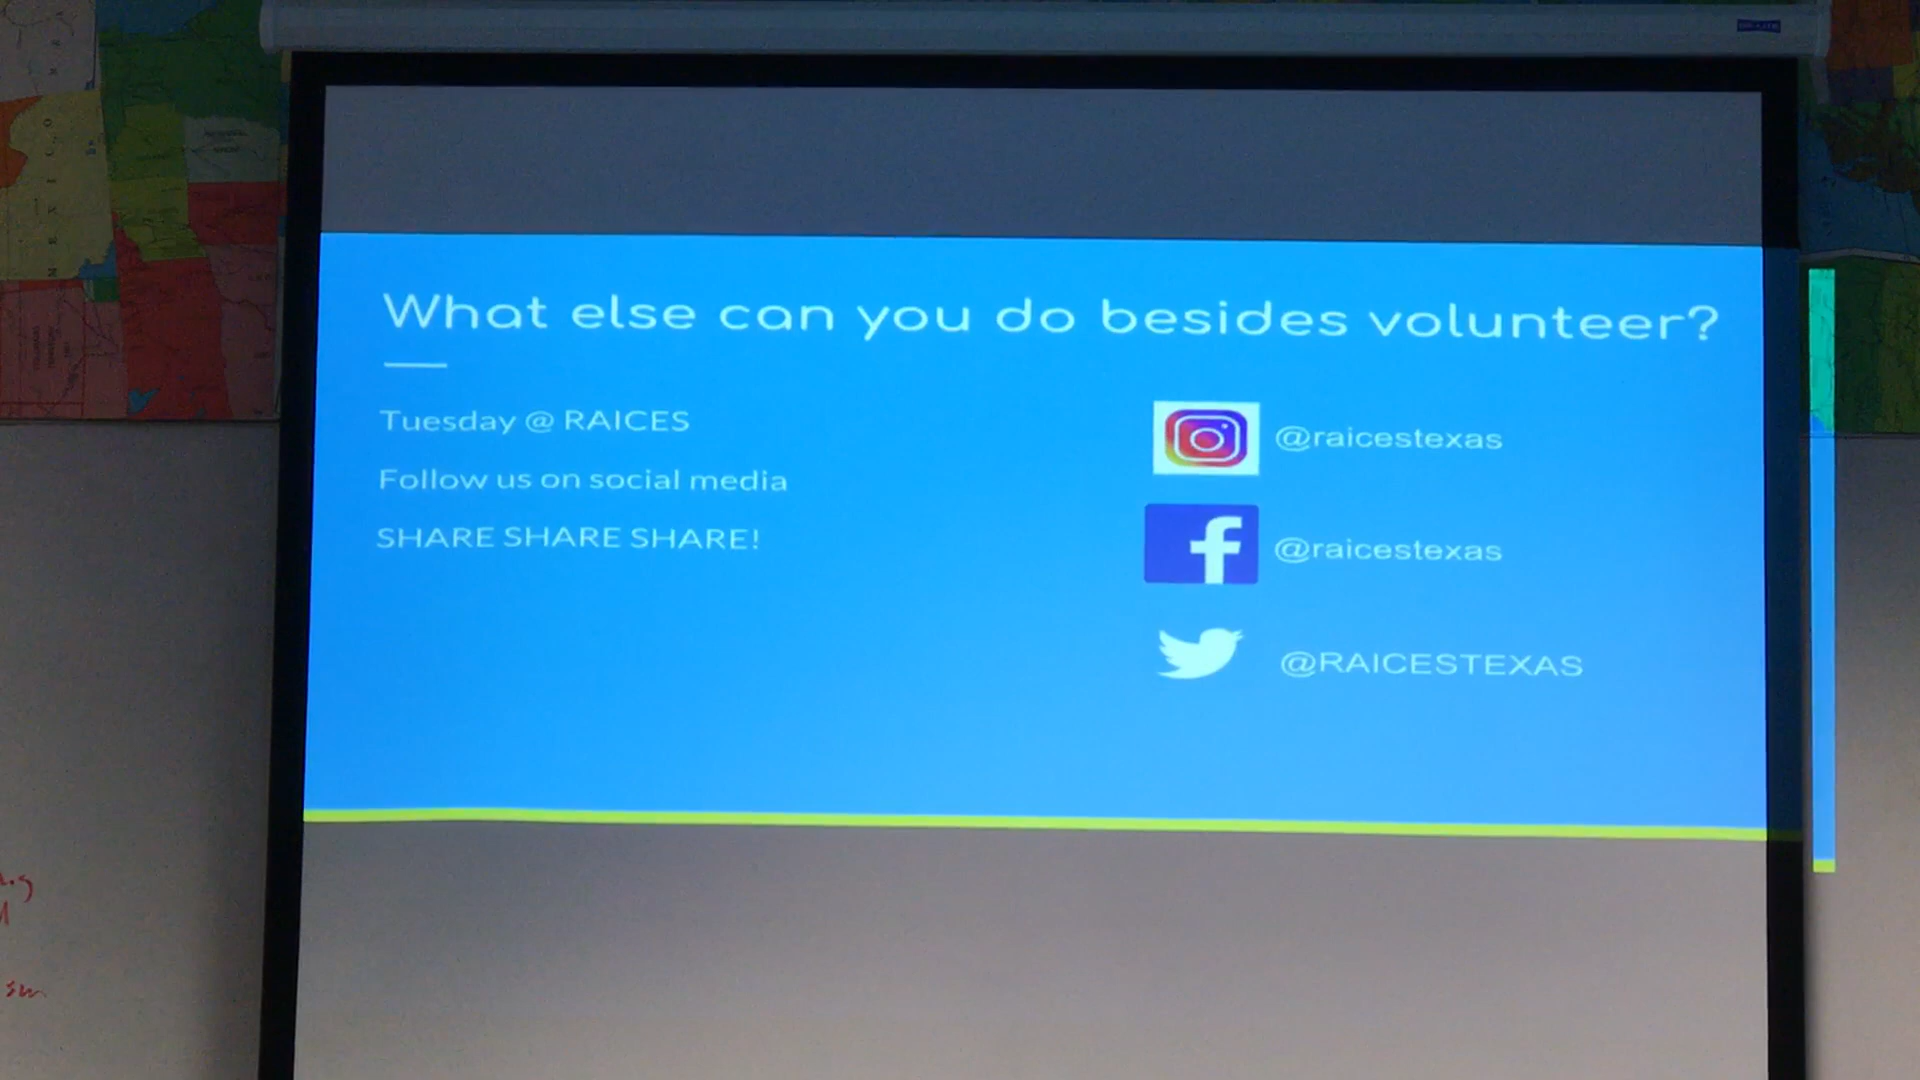 What else can you do besides volunteer?
Tuesday @ RAICES
Follow us on social media
SHARE SHARE SHARE!
@raicestexas
@raicestexas
@RAICESTEXAS